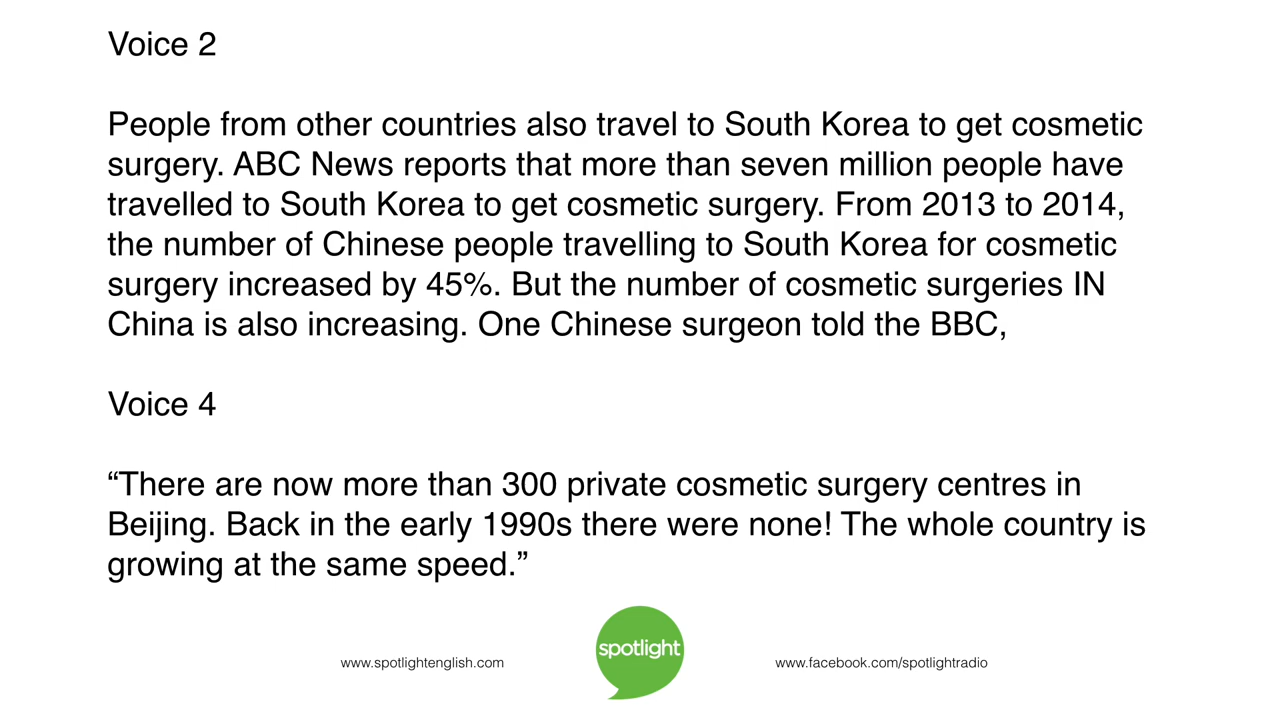 Voice 2
People from other countries also travel to South Korea to get cosmetic
surgery. ABC News reports that more than seven million people have
travelled to South Korea to get cosmetic surgery. From 2013 to 2014,
the number of Chinese people travelling to South Korea for cosmetic
surgery increased by 45%. But the number of cosmetic surgeries IN
China is also increasing. One Chinese surgeon told the BBC,
Voice 4
“There are now more than 300 private cosmetic surgery centres in
Beijing. Back in the early 1990s there were none! The whole country is
growing at the same speed.”
www.spotlightenglish.com
spotlight
www.facebook.com/spotlightradio